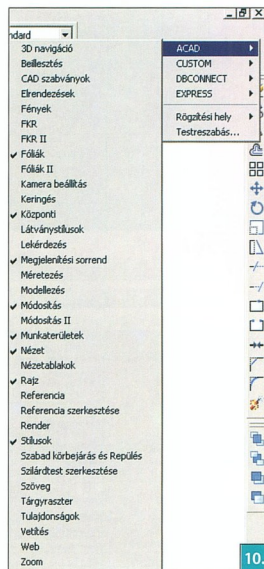 ndard
3D navigáció
Beillesztés
CAD szabványok
Elrendezések
Fények
FKR
FKR II
Fóliák
Fóliák II
Kamera beállítás
Keringés
Központi
Látványstílusok
Lekérdezés
Megjelenítési sorrend
Méretezés
Modellezés
Módosítás
Módosítás II
Munkaterületek
Nézet
Nézetablakok
Rajz
Referencia
Referencia szerkesztése
Render
Stílusok
Szabad körbejárás és Repülés
Szilárdtest szerkesztése
Szöveg
Tárgyraszter
Tulajdonságok
Vetítés
Web
Zoom
ACAD
CUSTOM
DBCONNECT
EXPRESS
Rögzítési hely
Testreszabás...
10.